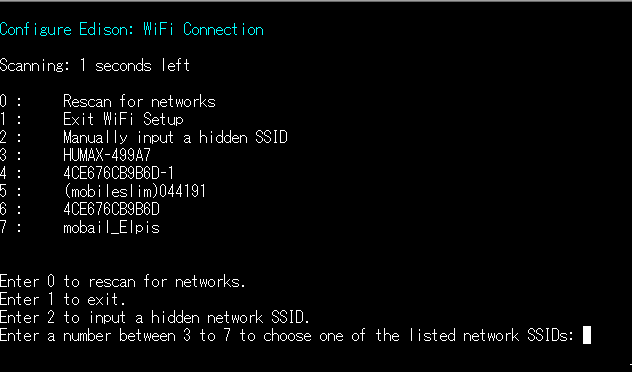 Configure Edison: WiFi Connection
Scanning: 1 seconds left
0 :     Rescan for networks
1 :     Exit WiFi Setup
2 :     Manually input a hidden SSID
3 :     HUMAX-499A7
4 :     4CE676CB9B6D-1
5 :     (mobileslim)044191
6 :     4CE676CB9B6D
7 :     mobail_Elpis
Enter 0 to rescan for networks.
Enter 1 to exit.
Enter 2 to input a hidden network SSID.
Enter a number between 3 to 7 to choose one of the listed network SSIDs: